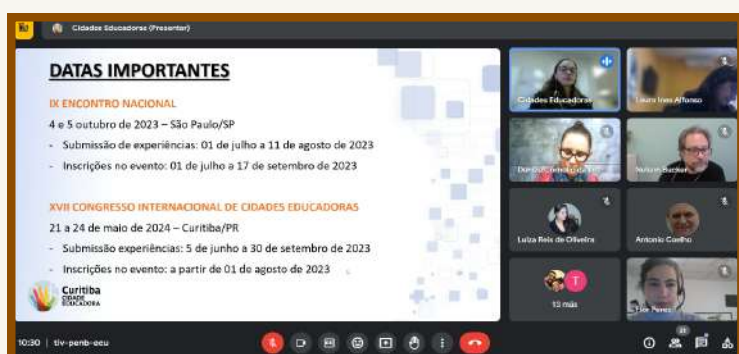 Cidades Educadoras (Presenter)
DATAS IMPORTANTES
IX ENCONTRO NACIONAL
4 e 5 outubro de 2023 – São Paulo/SP
- Submissão de experiências: 01 de julho a 11 de agosto de 2023
- Inscrições no evento: 01 de julho a 17 de setembro de 2023
XVII CONGRESSO INTERNACIONAL DE CIDADES EDUCADORAS
21 a 24 de maio de 2024 – Curitiba/PR
- Submissão experiências: 5 de junho a 30 de setembro de 2023
- Inscrições no evento: a partir de 01 de agosto de 2023
Curitiba
CIDADE
EDUCADORA
Cidades Educadoras
Laura Ines Affonso
Luiza Reis de Oliveira
Antonio Coelho
T
13 más
10:30
21